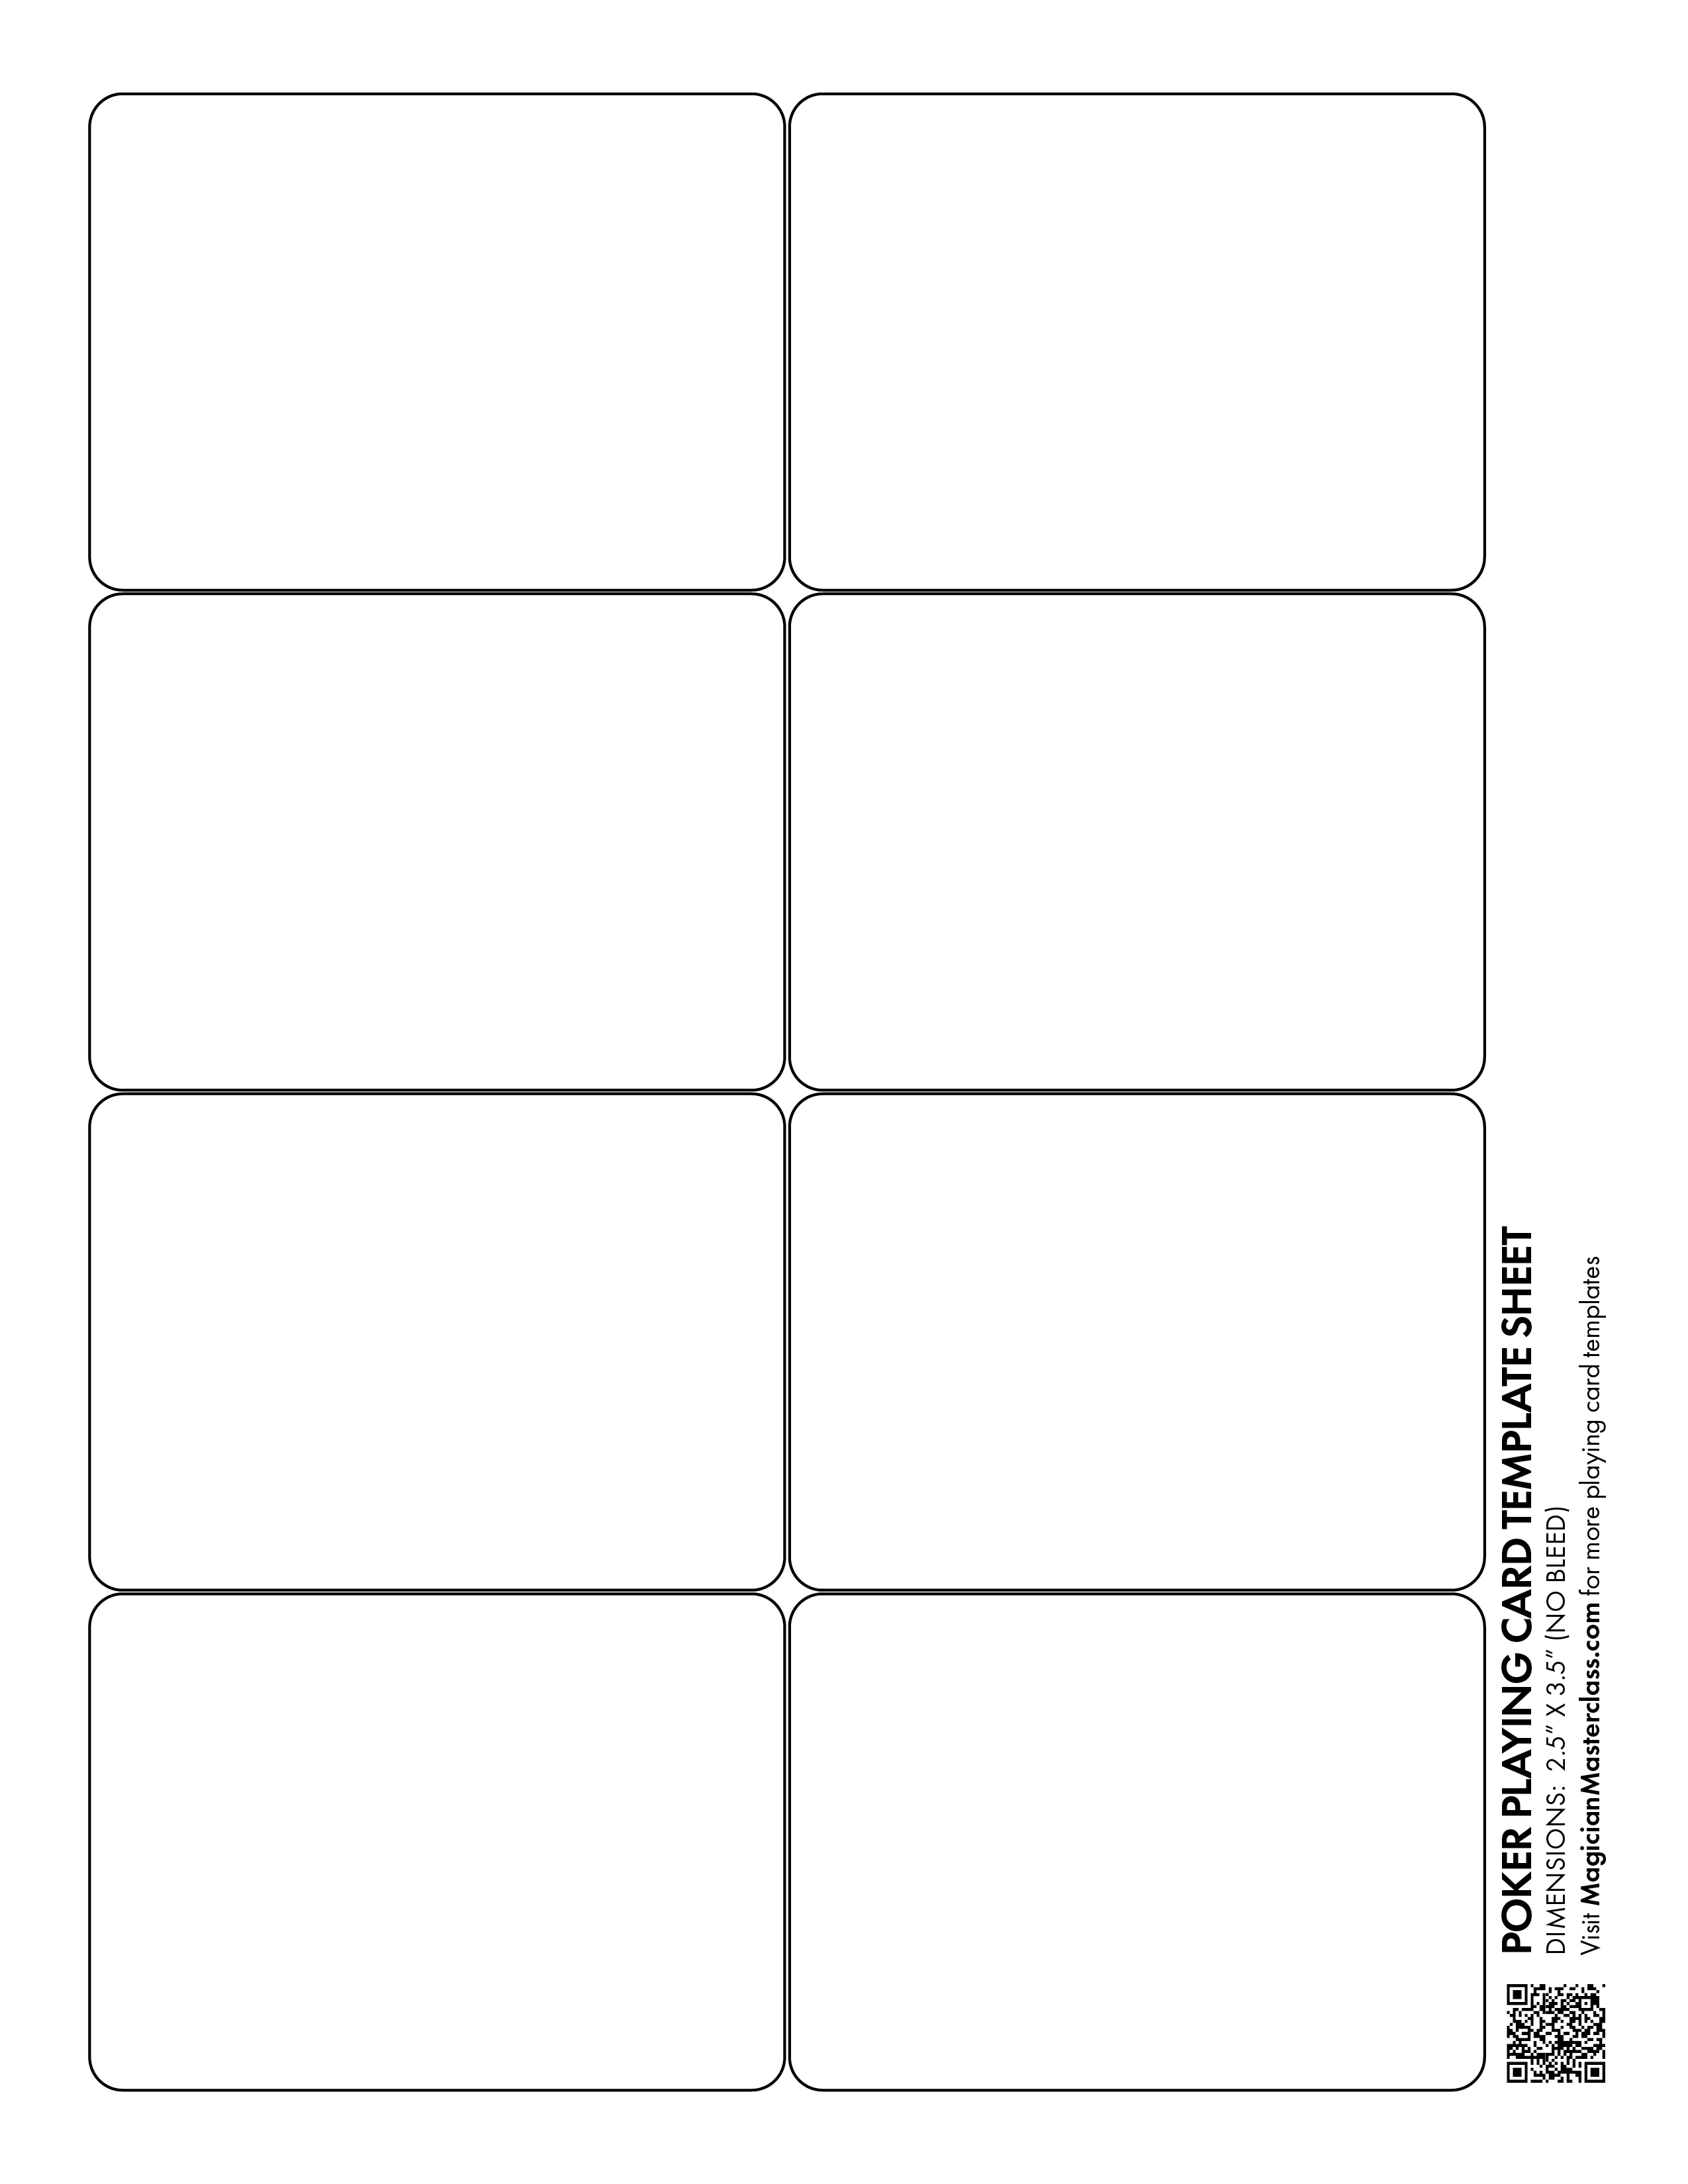 POKER PLAYING CARD TEMPLATE SHEET
DIMENSIONS: 2.5” X 3.5” (NO BLEED)
Visit MagicianMasterclass.com for more playing card templates